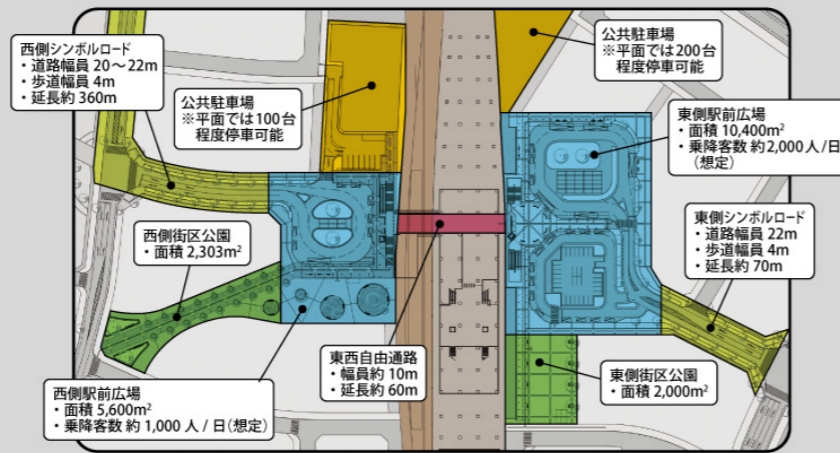 西側シンボルロード
・道路幅員 20～22m
・歩道幅員 4m
・延長約 360m
公共駐車場
※平面では100台
程度停車可能
公共駐車場
※平面では200台
程度停車可能
東側駅前広場
・面積 10,400m²
・乗降客数 約2,000人/日
（想定）
西側街区公園
・面積 2,303m²
東側シンボルロード
・道路幅員 22m
・歩道幅員 4m
・延長約 70m
西側駅前広場
・面積 5,600m²
・乗降客数 約 1,000 人 / 日（想定）
東西自由通路
・幅員約 10m
・延長約 60m
東側街区公園
・面積 2,000m²